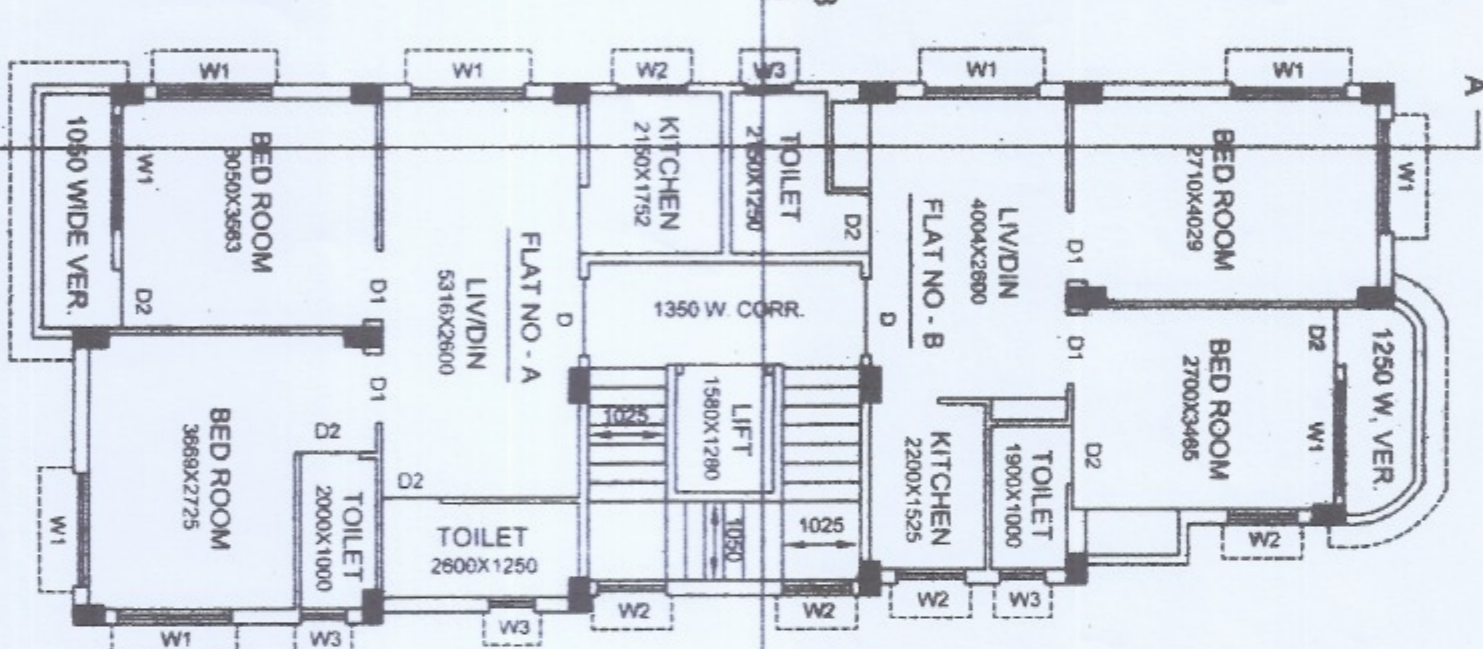 B
A
W1
W1
W2
W3
W1
W1
W1
1050 WIDE VER.
W1
BED ROOM
3050X3563
D2
D1
FLAT NO - A
LIV/DIN
5316X2600
D
KITCHEN
2150X1752
TOILET
2150X1250
D2
1350 W. CORR.
D
FLAT NO - B
LIV/DIN
4004X2600
D1
BED ROOM
2710X4029
D1
BED ROOM
2700X3465
D2
W1
D2
1250 W, VER.
W2
D1
BED ROOM
3669X2725
D2
TOILET
2000X1000
D2
TOILET
2600X1250
1025
LIFT
1580X1280
1050
1025
KITCHEN
2200X1525
TOILET
1900X1000
W1
W1
W3
W3
W2
W2
W2
W3